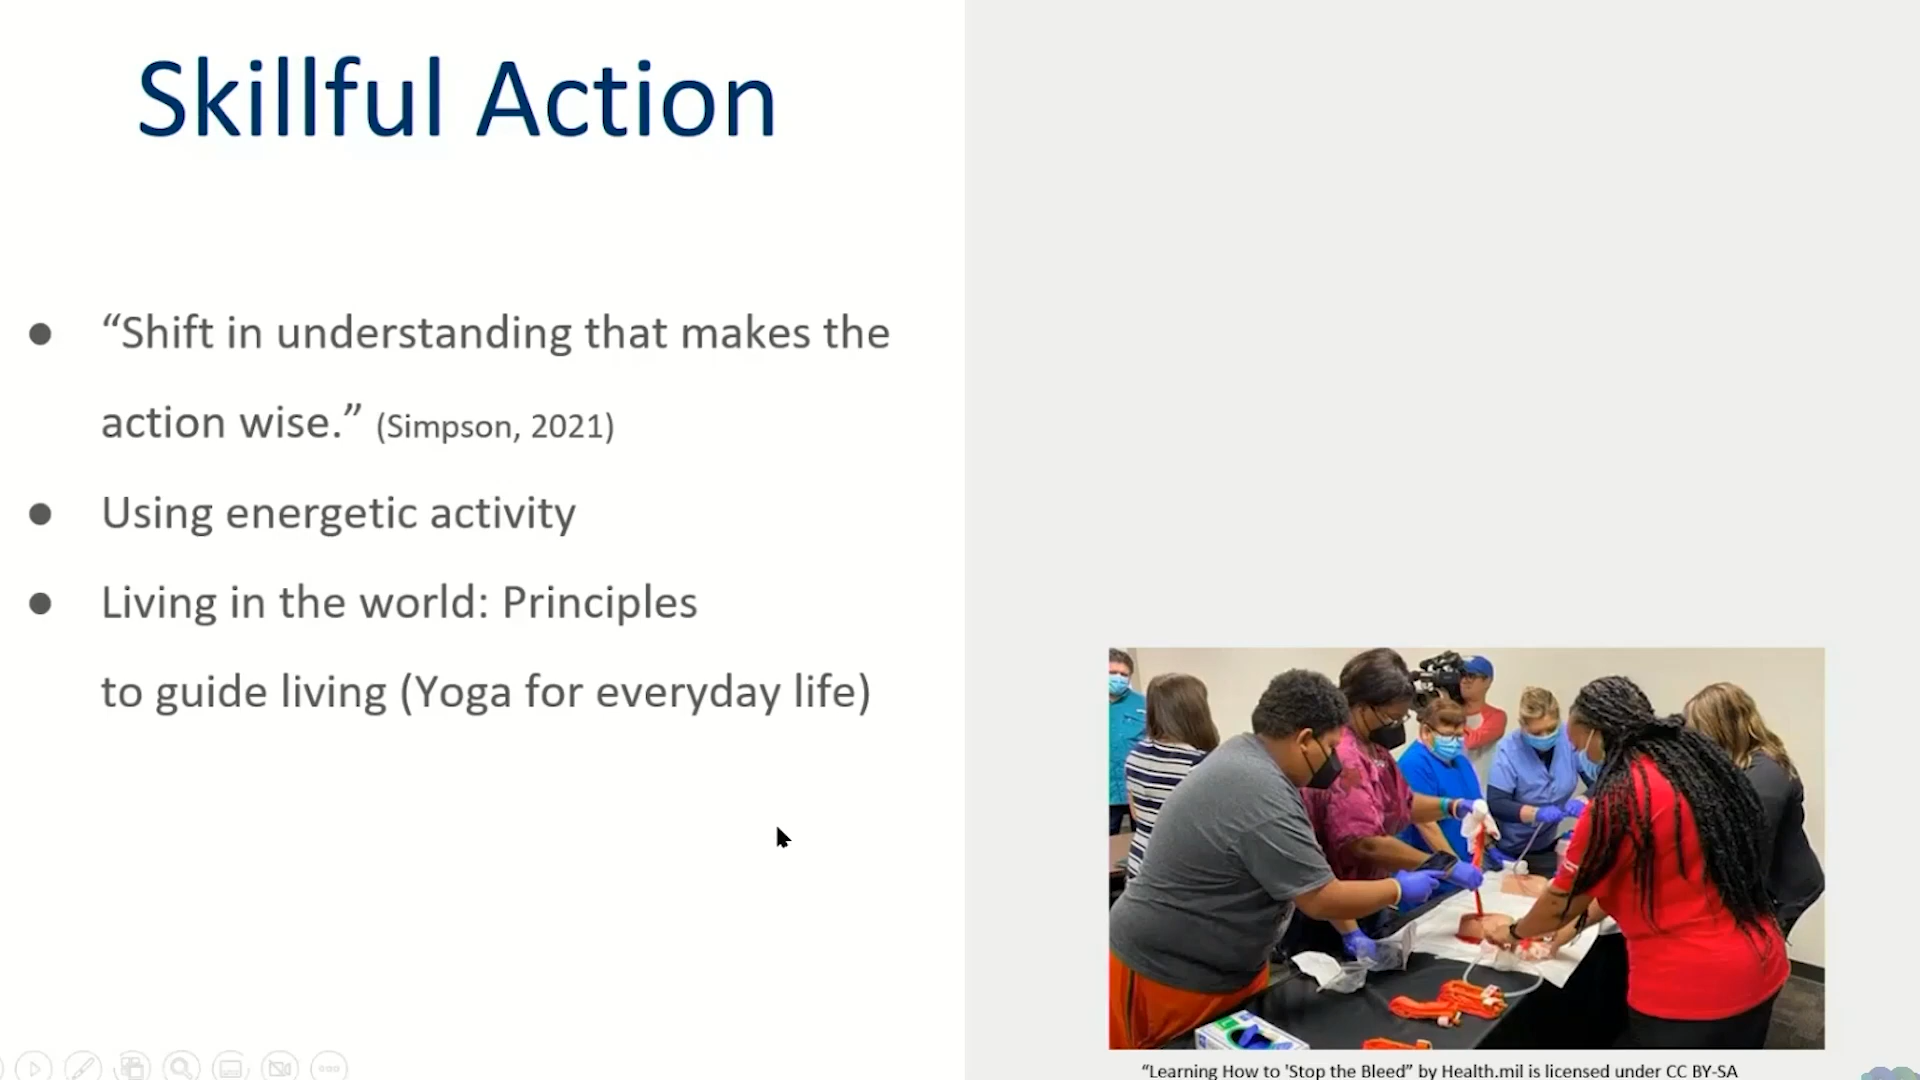 Skillful Action
● “Shift in understanding that makes the
action wise.” (Simpson, 2021)
● Using energetic activity
● Living in the world: Principles
to guide living (Yoga for everyday life)
“Learning How to 'Stop the Bleed” by Health.mil is licensed under CC BY-SA